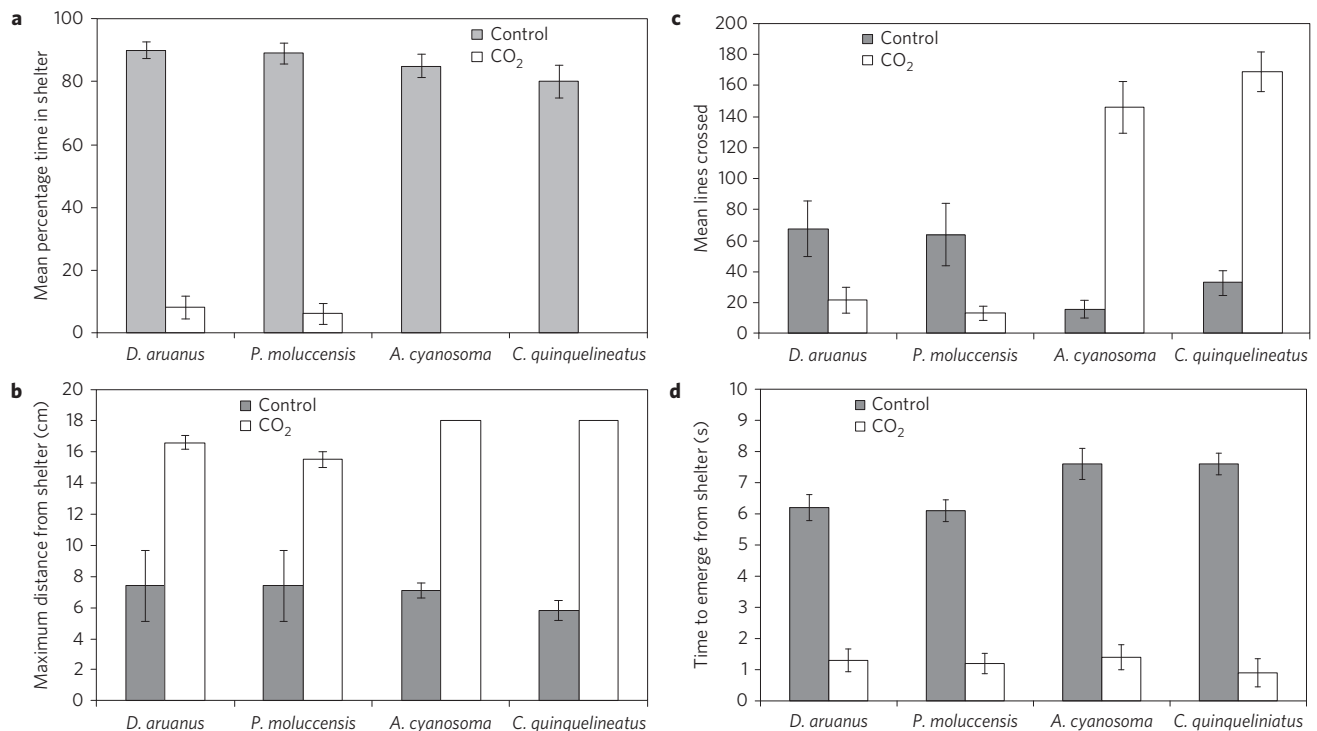 a
Mean percentage time in shelter
100
80
60
40
20
0
Control
CO₂
D. aruanus P. moluccensis A. cyanosoma C. quinquelineatus
b
Maximum distance from shelter (cm)
20
18
16
14
12
10
8
6
4
2
0
Control
CO₂
D. aruanus P. moluccensis A. cyanosoma C. quinquelineatus
c
Mean lines crossed
200
180
160
140
120
100
80
60
40
20
0
Control
CO₂
D. aruanus P. moluccensis A. cyanosoma C. quinquelineatus
d
Time to emerge from shelter (s)
10
9
8
7
6
5
4
3
2
1
0
Control
CO₂
D. aruanus P. moluccensis A. cyanosoma C. quinqueliniatus